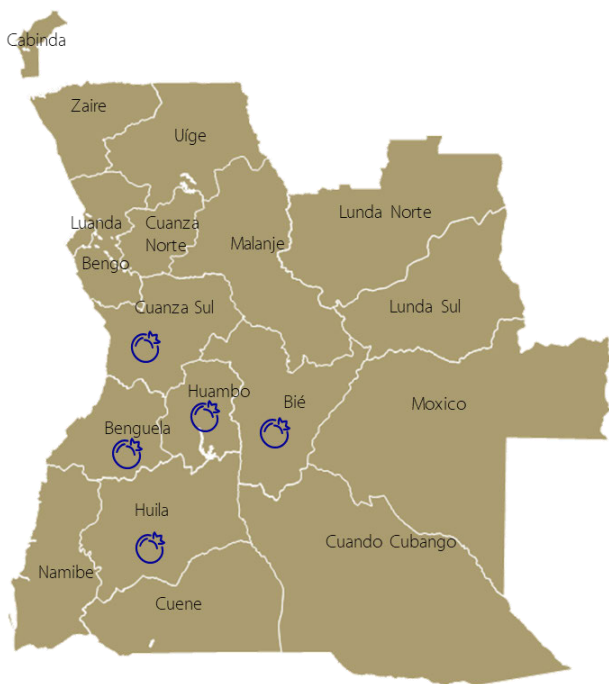 Cabinda
Zaire
Uíge
Luanda
Cuanza
Norte
Lunda Norte
Malanje
Bengo
Cuanza Sul
Lunda Sul
Huambo
Bié
Moxico
Benguela
Huila
Cuando Cubango
Namibe
Cuene